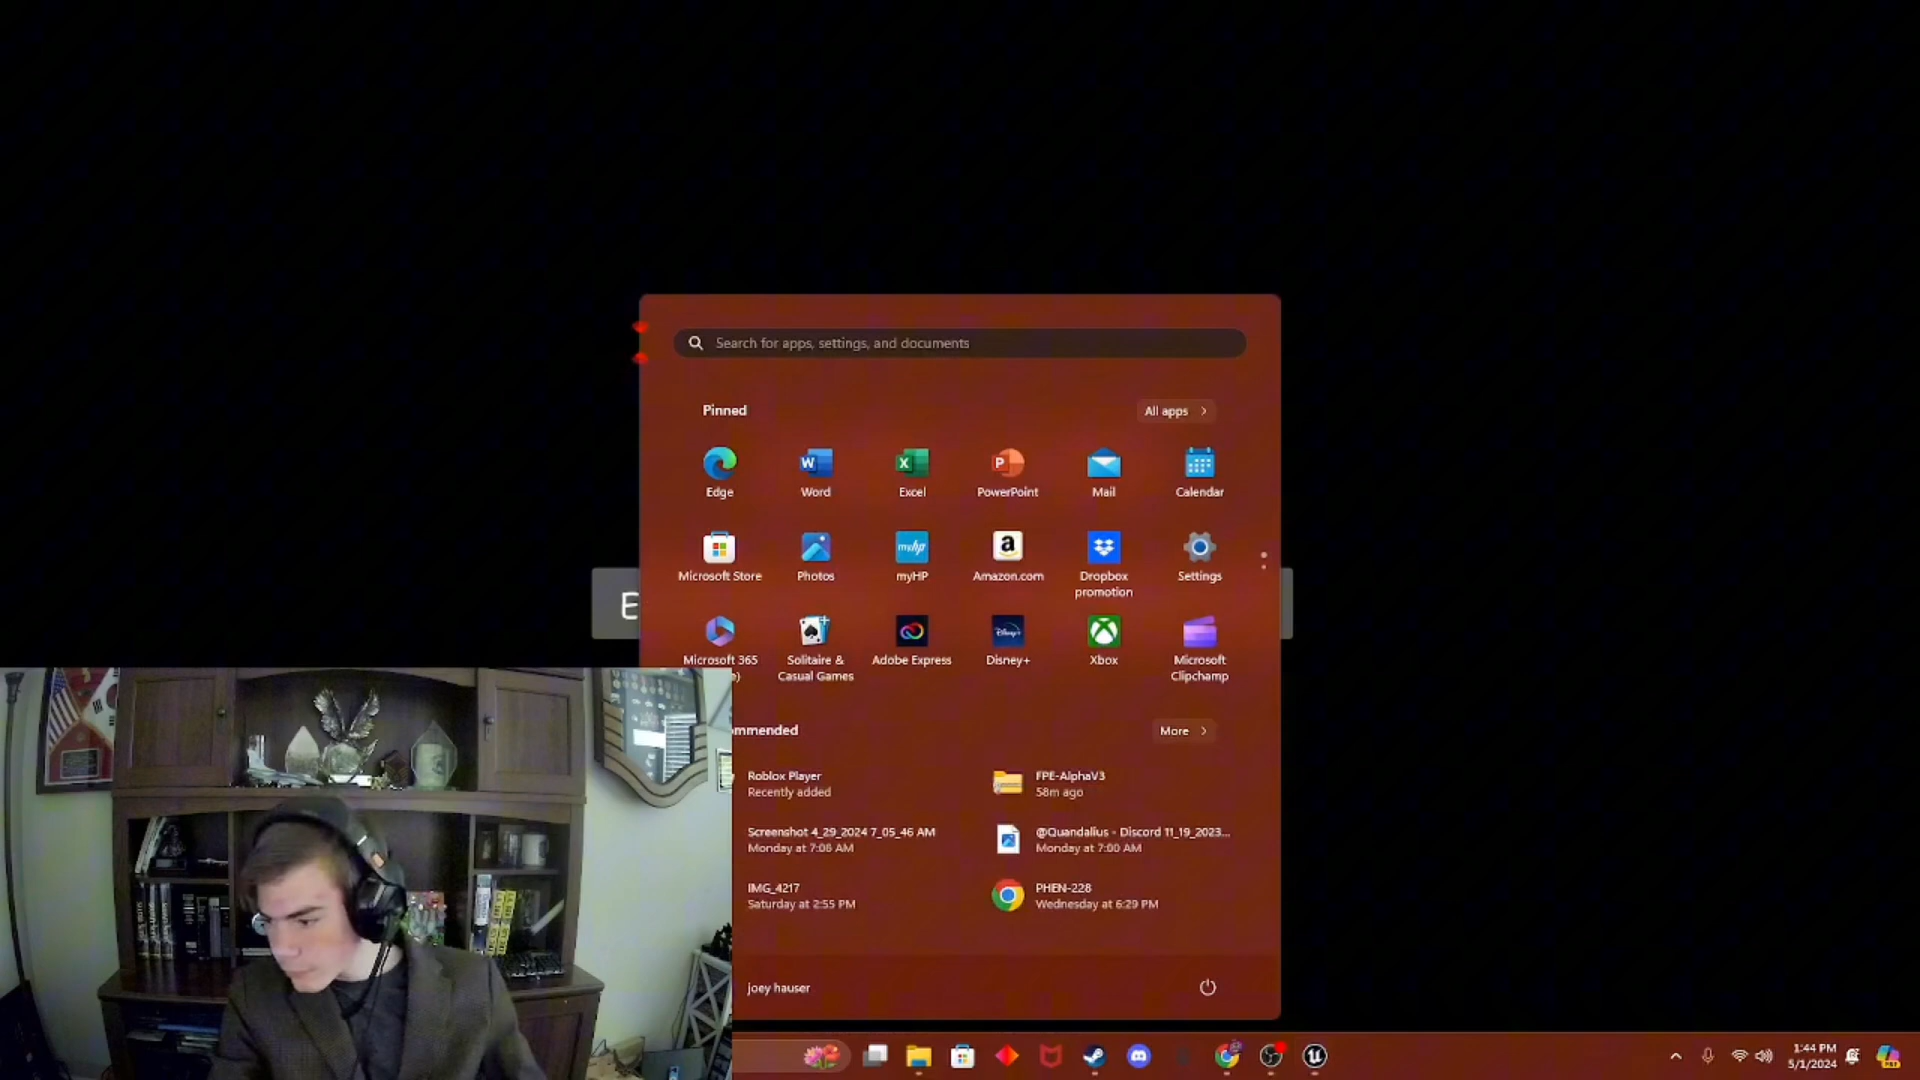 Search for apps, settings, and documents
Pinned
All apps
Edge
Word
Excel
PowerPoint
Mail
Calendar
Microsoft Store
Photos
myHP
Amazon.com
Dropbox promotion
Settings
Microsoft 365
Solitaire & Casual Games
Adobe Express
Disney+
Xbox
Microsoft Clipchamp
E
mmended
More
Roblox Player
Recently added
FPE-AlphaV3
58m ago
Screenshot 4_29_2024 7_05_46 AM
Monday at 7:06 AM
@Quandalius - Discord 11_19_2023...
Monday at 7:00 AM
IMG_4217
Saturday at 2:55 PM
PHEN-228
Wednesday at 6:29 PM
joey hauser
1:44 PM
5/1/2024